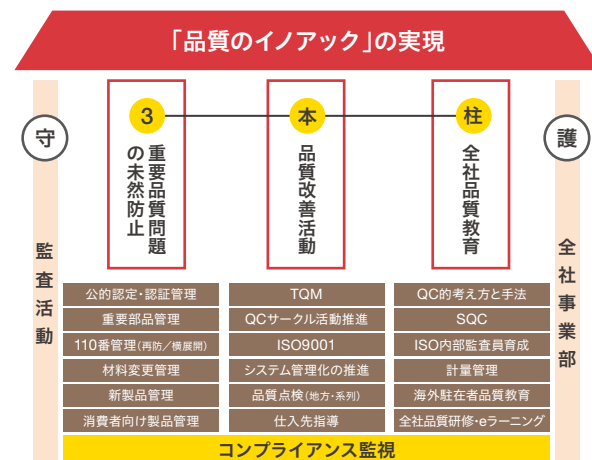 「品質のイノアック」の実現
守
監査活動
3
本
柱
重要品質問題
の未然防止
品質改善活動
全社品質教育
護
全社事業部
公的認定・認証管理
重要部品管理
110番管理(再防/横展開)
材料変更管理
新製品管理
消費者向け製品管理
TQM
QCサークル活動推進
ISO9001
システム管理化の推進
品質点検(地方・系列)
仕入先指導
QC的考え方と手法
SQC
ISO内部監査員育成
計量管理
海外駐在者品質教育
全社品質研修・eラーニング
コンプライアンス監視